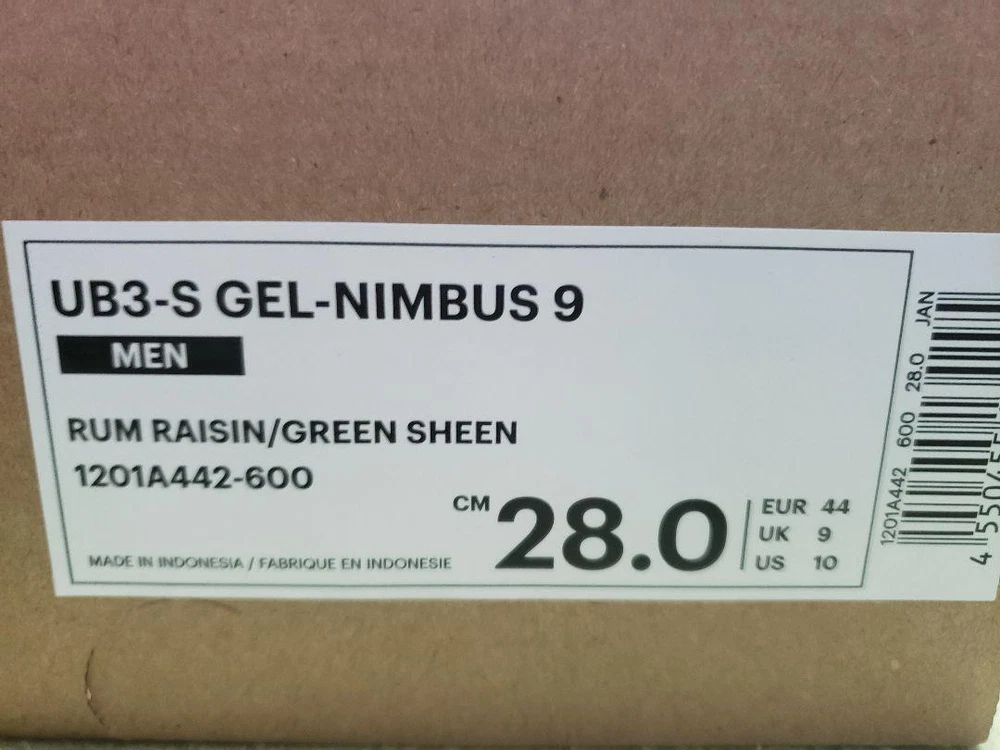 UB3-S GEL-NIMBUS 9
MEN
RUM RAISIN/GREEN SHEEN
1201A442-600
CM 28.0
EUR 44
UK 9
US 10
MADE IN INDONESIA / FABRIQUE EN INDONESIE
1201A442 600 28.0 JAN